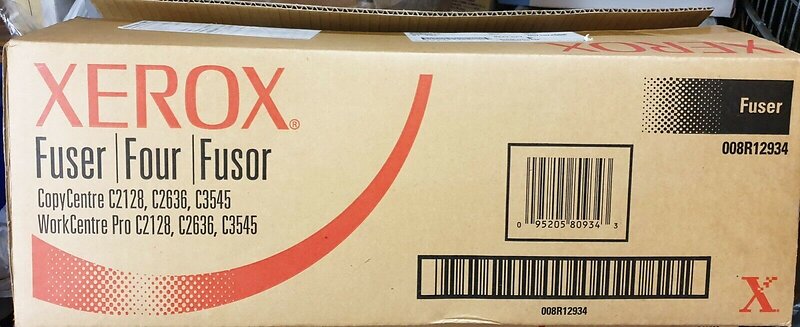 XEROX®
Fuser | Four | Fusor
CopyCentre C2128, C2636, C3545
WorkCentre Pro C2128, C2636, C3545
Fuser
008R12934
0 95205 80934 3
008R12934
X